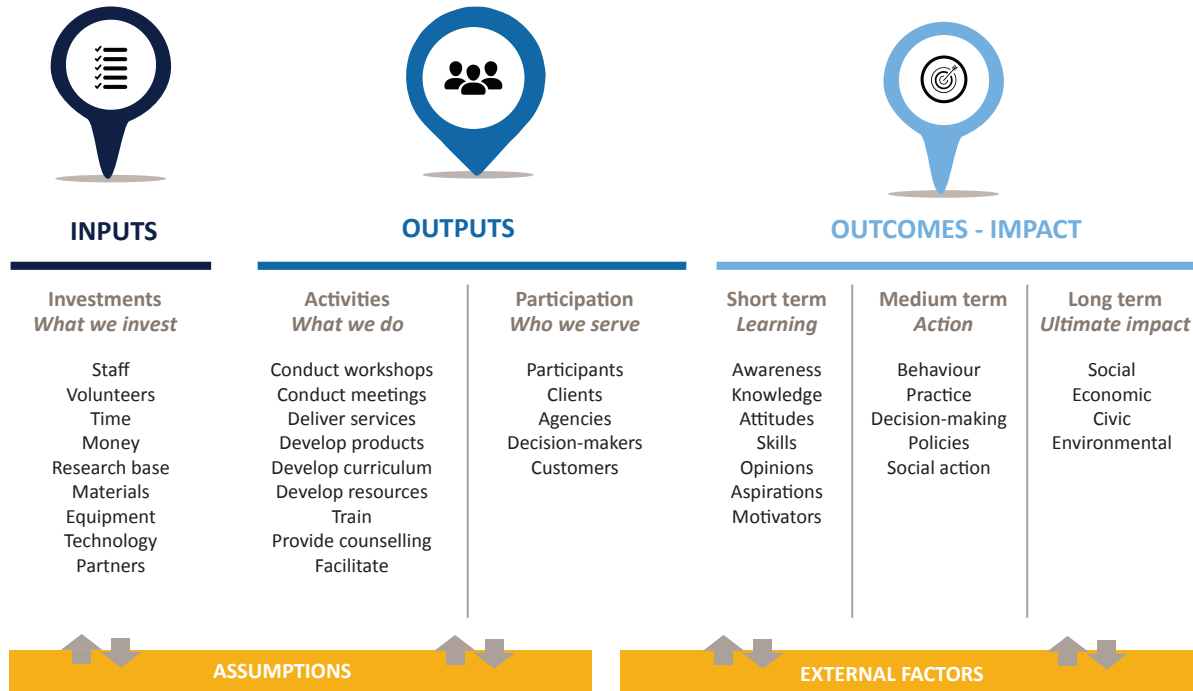 INPUTS
Investments
What we invest
Staff
Volunteers
Time
Money
Research base
Materials
Equipment
Technology
Partners
OUTPUTS
Activities
What we do
Conduct workshops
Conduct meetings
Deliver services
Develop products
Develop curriculum
Develop resources
Train
Provide counselling
Facilitate
Participation
Who we serve
Participants
Clients
Agencies
Decision-makers
Customers
OUTCOMES - IMPACT
Short term
Learning
Awareness
Knowledge
Attitudes
Skills
Opinions
Aspirations
Motivators
Medium term
Action
Behaviour
Practice
Decision-making
Policies
Social action
Long term
Ultimate impact
Social
Economic
Civic
Environmental
ASSUMPTIONS
EXTERNAL FACTORS